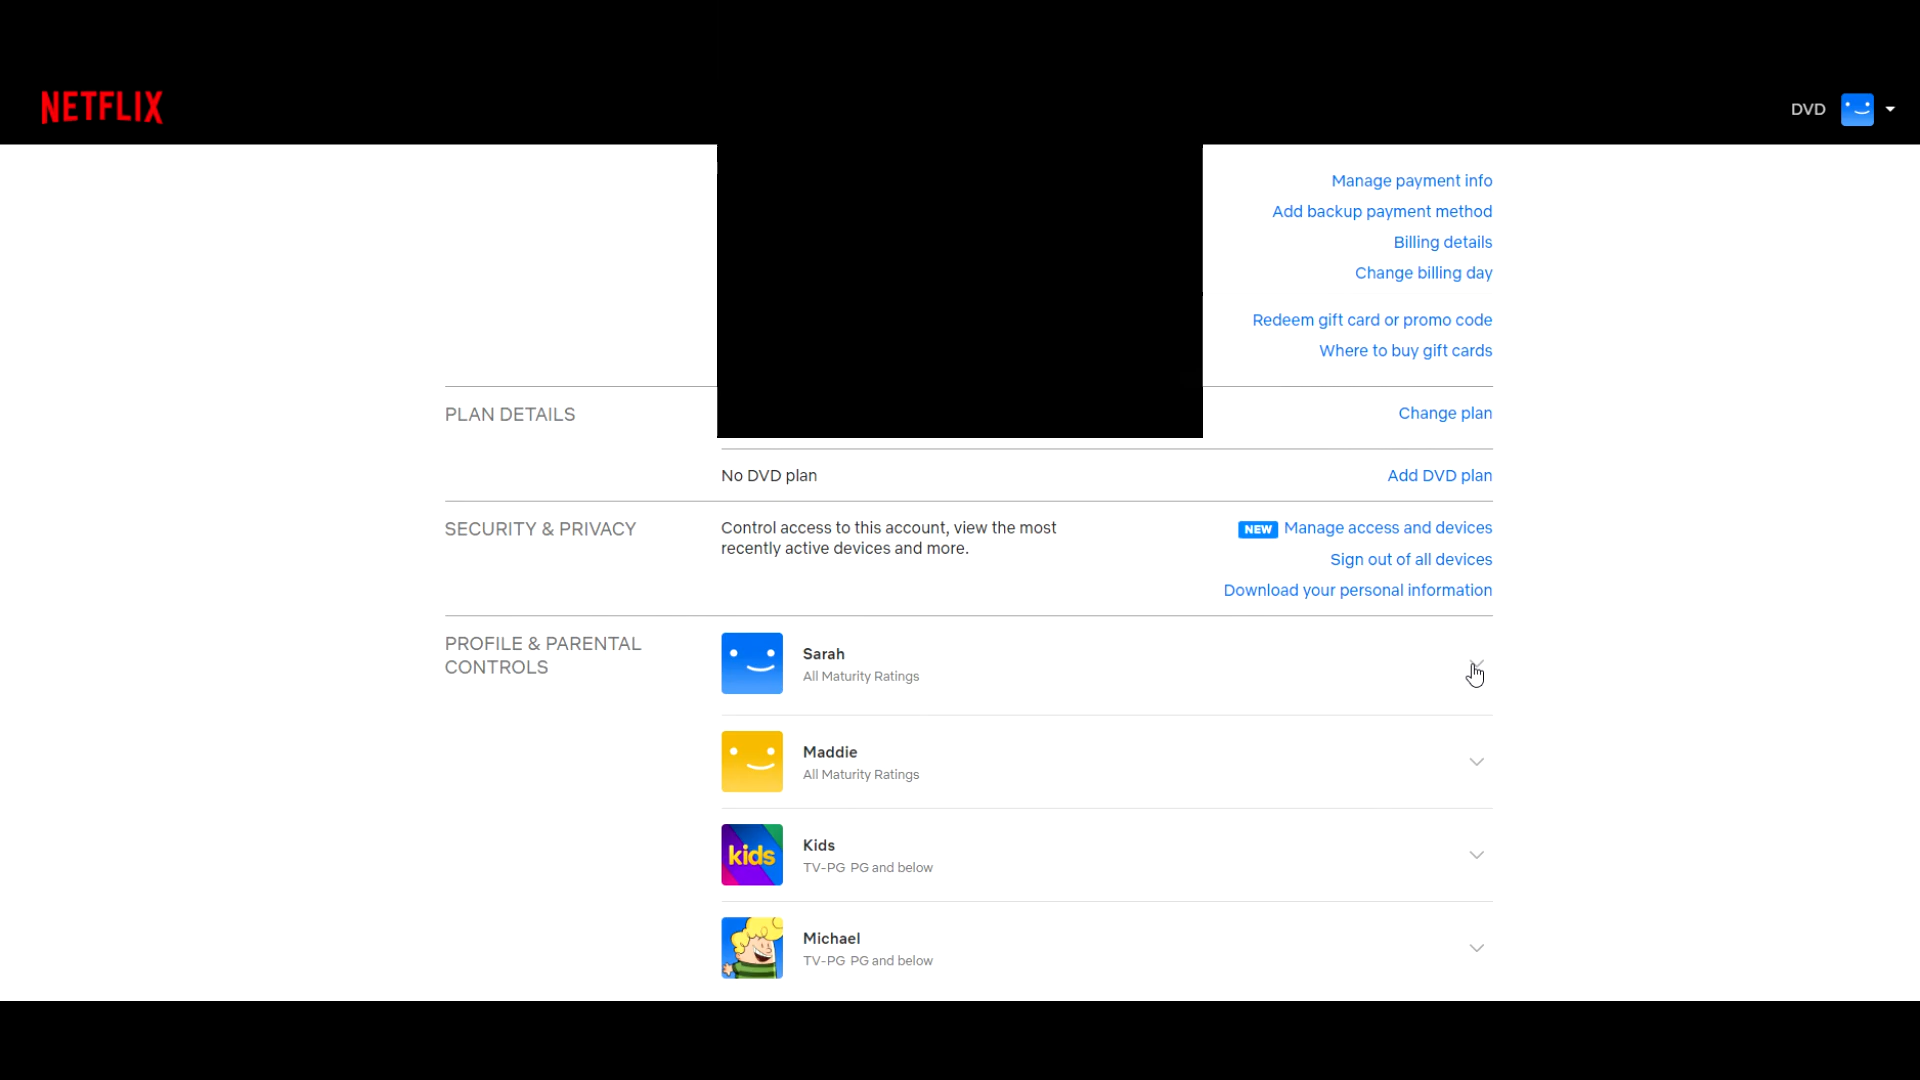 NETFLIX
DVD
Manage payment info
Add backup payment method
Billing details
Change billing day
Redeem gift card or promo code
Where to buy gift cards
PLAN DETAILS
Change plan
No DVD plan
Add DVD plan
SECURITY & PRIVACY
Control access to this account, view the most
recently active devices and more.
NEW Manage access and devices
Sign out of all devices
Download your personal information
PROFILE & PARENTAL
CONTROLS
Sarah
All Maturity Ratings
Maddie
All Maturity Ratings
kids
Kids
TV-PG PG and below
Michael
TV-PG PG and below